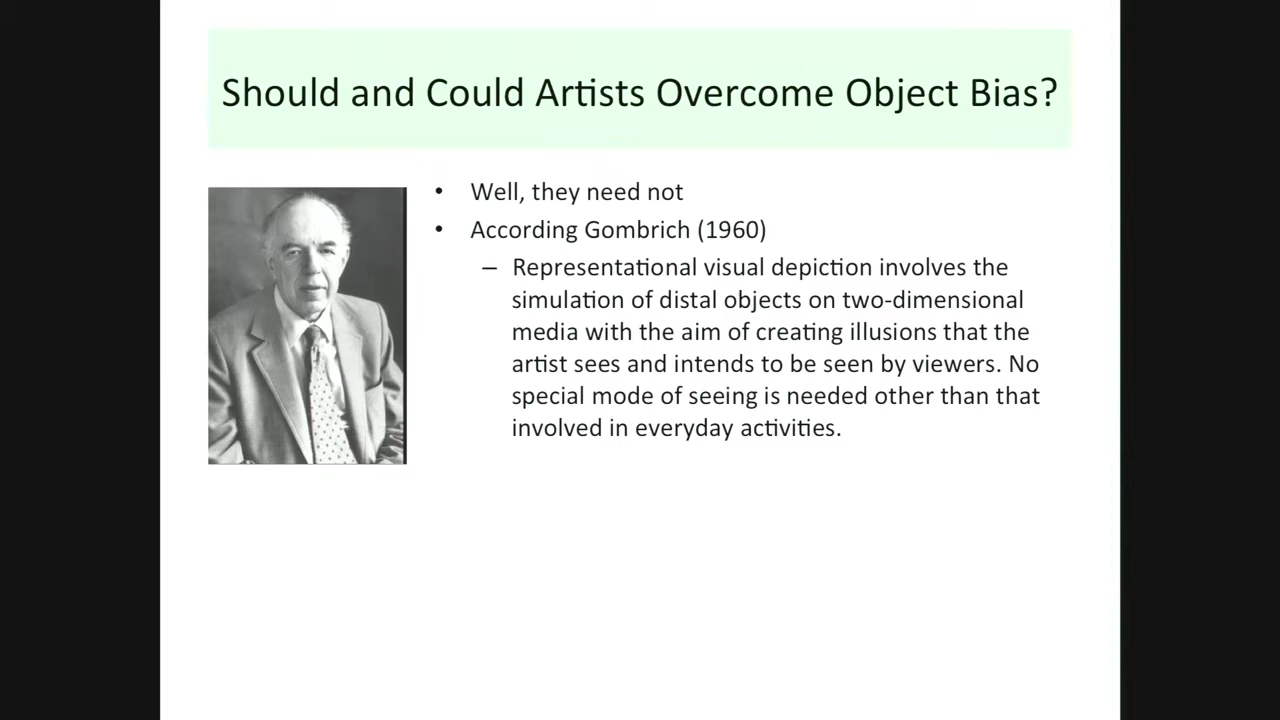 Should and Could Artists Overcome Object Bias?
• Well, they need not
• According Gombrich (1960)
– Representational visual depiction involves the
simulation of distal objects on two-dimensional
media with the aim of creating illusions that the
artist sees and intends to be seen by viewers. No
special mode of seeing is needed other than that
involved in everyday activities.